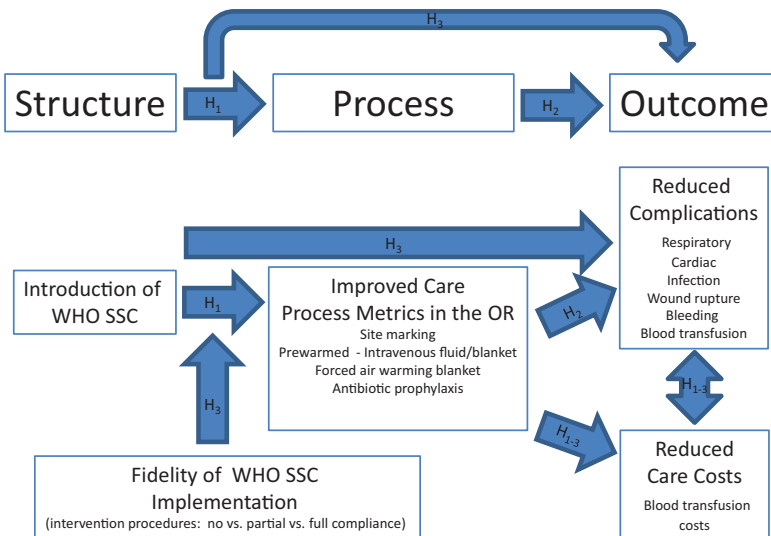 H3
Structure
H1
Process
H2
Outcome
H3
Introduction of
WHO SSC
H1
Improved Care
Process Metrics in the OR
Site marking
Prewarmed - Intravenous fluid/blanket
Forced air warming blanket
Antibiotic prophylaxis
H2
Reduced
Complications
Respiratory
Cardiac
Infection
Wound rupture
Bleeding
Blood transfusion
H3
H1-3
H1-3
Fidelity of WHO SSC
Implementation
(intervention procedures: no vs. partial vs. full compliance)
Reduced
Care Costs
Blood transfusion
costs